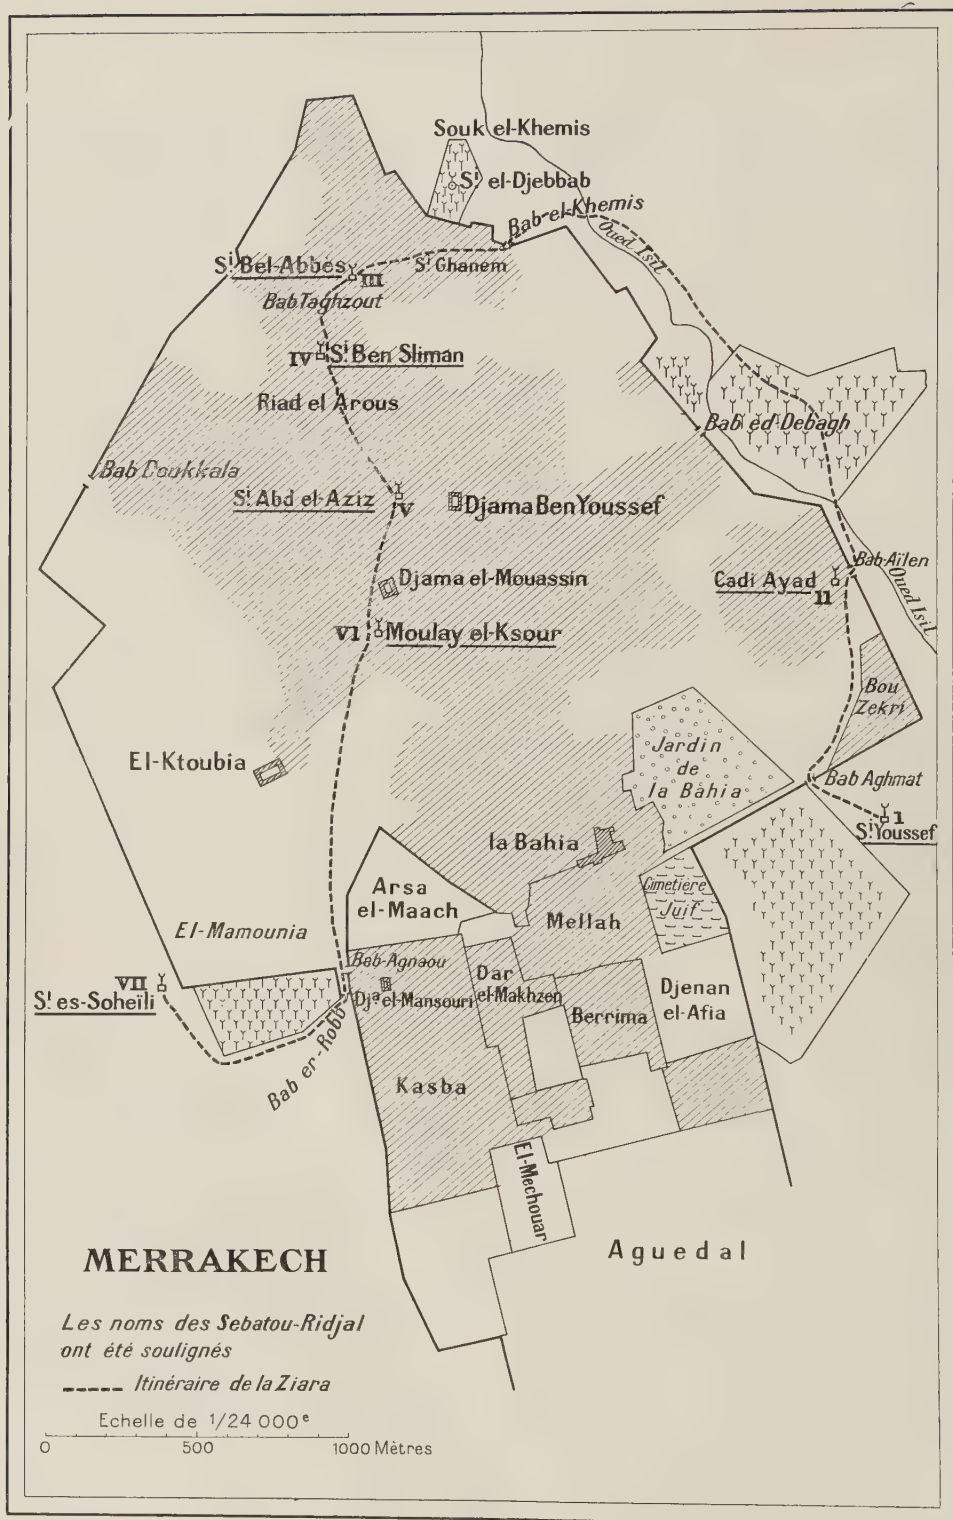 Souk el-Khemis
Sⁱ el-Djebbab
Bab el-Khemis
Oued Isil
Sⁱ Ghanem
Sⁱ Bel-Abbès
III
Bab Taghzout
IV
Sⁱ Ben Sliman
Riad el Arous
Bab ed-Debagh
Bab Doukkala
Sⁱ Abd el-Aziz
V
Djama Ben Youssef
Djama el-Mouassin
Bab-Aïlen
Cadi Ayad
II
Oued Isil
VI
Moulay el-Ksour
Bou
Zekri
El-Ktoubia
Jardin
de
la Bahia
Bab Aghmat
I
Sⁱ Youssef
la Bahia
Arsa
el-Maach
Cimetière
Juif
Mellah
El-Mamounia
Bab-Agnaou
VII
Sⁱ es-Soheili
Djᵃ el-Mansouri
Dar
el-Makhzen
Djenan
el-Afia
Berrima
Bab er-Robb
Kasba
El-Mechouar
Aguedal
MERRAKECH
Les noms des Sebatou-Ridjal
ont été soulignés
Itinéraire de la Ziara
Echelle de 1/24 000ᵉ
0 500 1000 Mètres